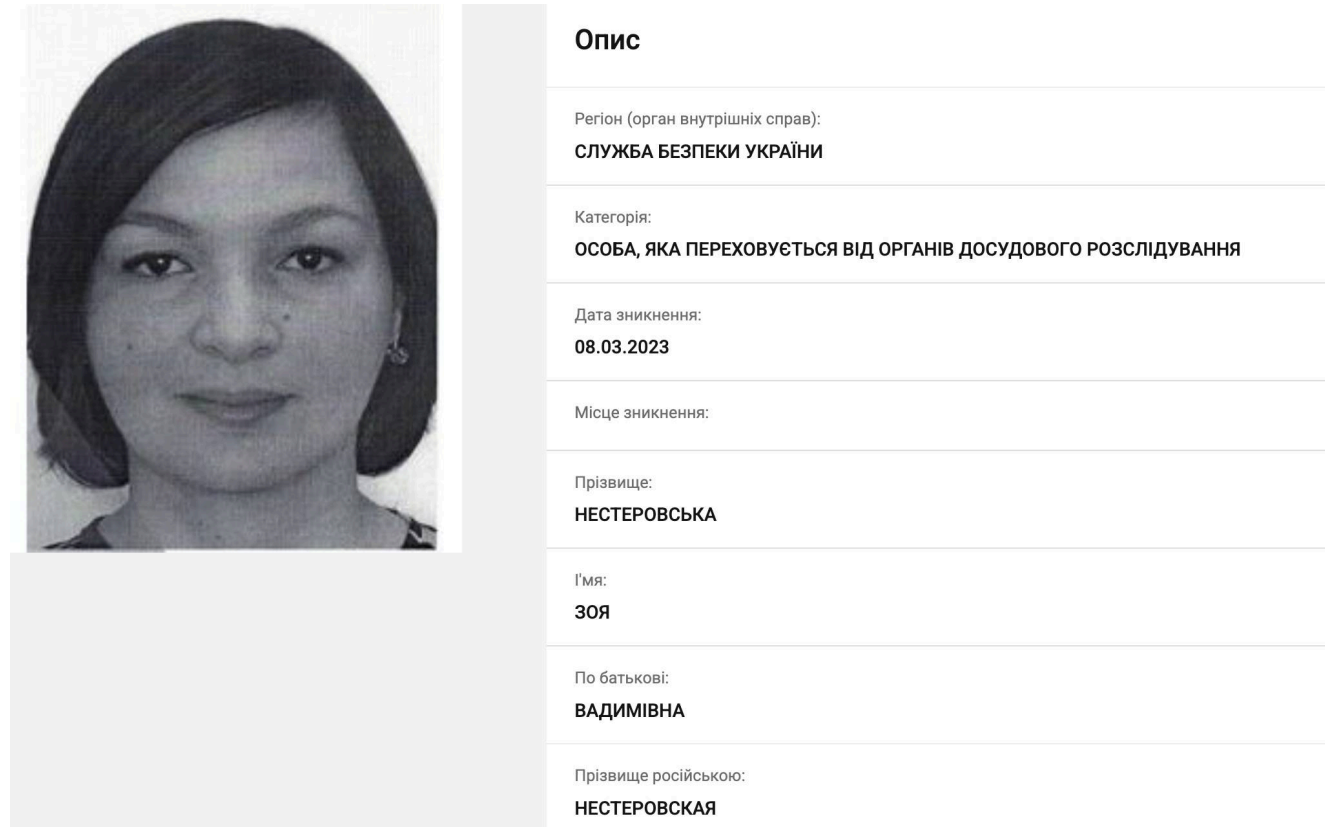 Опис
Регіон (орган внутрішніх справ):
СЛУЖБА БЕЗПЕКИ УКРАЇНИ
Категорія:
ОСОБА, ЯКА ПЕРЕХОВУЄТЬСЯ ВІД ОРГАНІВ ДОСУДОВОГО РОЗСЛІДУВАННЯ
Дата зникнення:
08.03.2023
Місце зникнення:
Прізвище:
НЕСТЕРОВСЬКА
І'мя:
ЗОЯ
По батькові:
ВАДИМІВНА
Прізвище російською:
НЕСТЕРОВСКАЯ